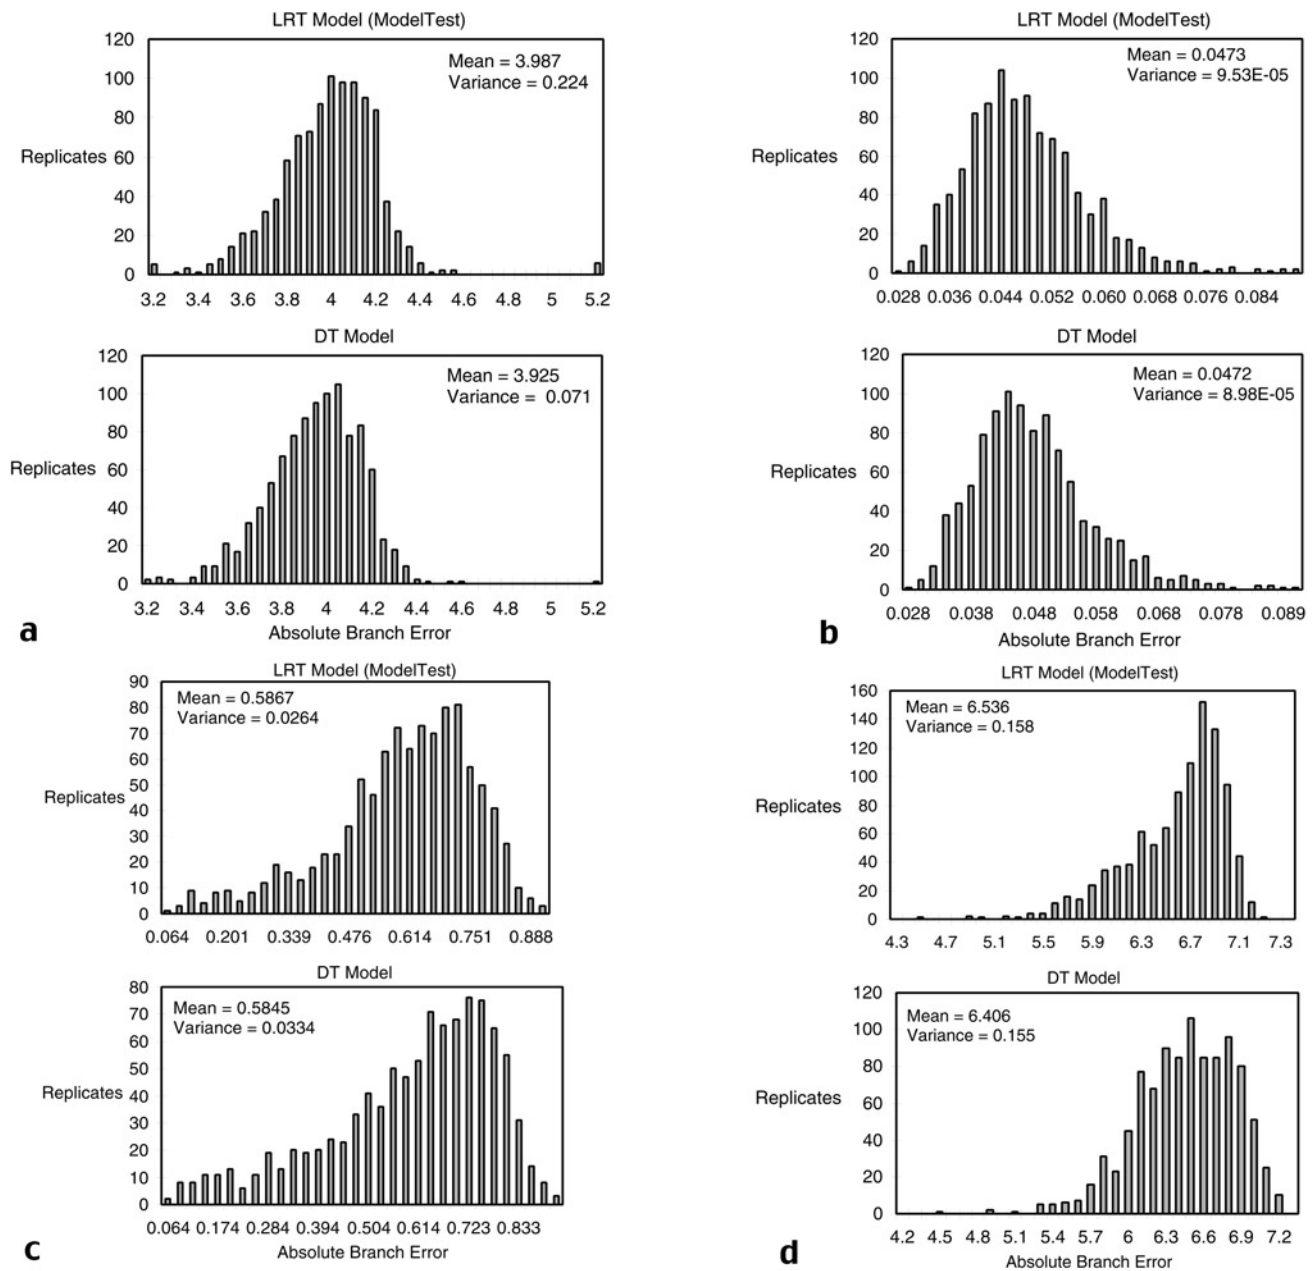 LRT Model (ModelTest)
120
100
80
60
40
20
0
Replicates
Mean = 3.987
Variance = 0.224
3.2 3.4 3.6 3.8 4 4.2 4.4 4.6 4.8 5 5.2
DT Model
120
100
80
60
40
20
0
Replicates
Mean = 3.925
Variance = 0.071
3.2 3.4 3.6 3.8 4 4.2 4.4 4.6 4.8 5 5.2
Absolute Branch Error
a
LRT Model (ModelTest)
120
100
80
60
40
20
0
Replicates
Mean = 0.0473
Variance = 9.53E-05
0.028 0.036 0.044 0.052 0.060 0.068 0.076 0.084
DT Model
120
100
80
60
40
20
0
Replicates
Mean = 0.0472
Variance = 8.98E-05
0.028 0.038 0.048 0.058 0.068 0.078 0.089
Absolute Branch Error
b
LRT Model (ModelTest)
90
80
70
60
50
40
30
20
10
0
Replicates
Mean = 0.5867
Variance = 0.0264
0.064 0.201 0.339 0.476 0.614 0.751 0.888
DT Model
80
70
60
50
40
30
20
10
0
Replicates
Mean = 0.5845
Variance = 0.0334
0.064 0.174 0.284 0.394 0.504 0.614 0.723 0.833
Absolute Branch Error
c
LRT Model (ModelTest)
160
140
120
100
80
60
40
20
0
Replicates
Mean = 6.536
Variance = 0.158
4.3 4.7 5.1 5.5 5.9 6.3 6.7 7.1 7.3
DT Model
120
100
80
60
40
20
0
Replicates
Mean = 6.406
Variance = 0.155
4.2 4.5 4.8 5.1 5.4 5.7 6 6.3 6.6 6.9 7.2
Absolute Branch Error
d